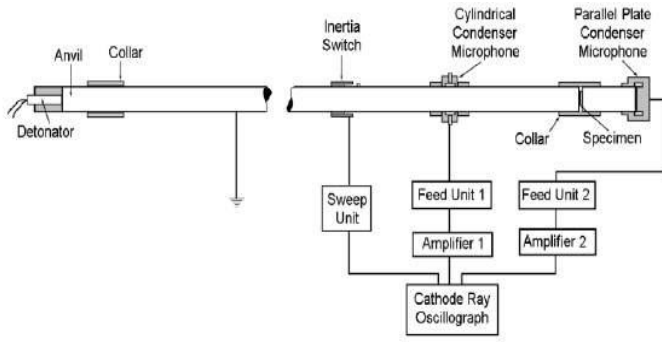 Cylindrical
Condenser
Microphone
Parallel Plate
Condenser
Microphone
Inertia
Switch
Collar
Anvil
Detonator
Collar
Specimen
Sweep
Unit
Feed Unit 1
Feed Unit 2
Amplifier 1
Amplifier 2
Cathode Ray
Oscillograph